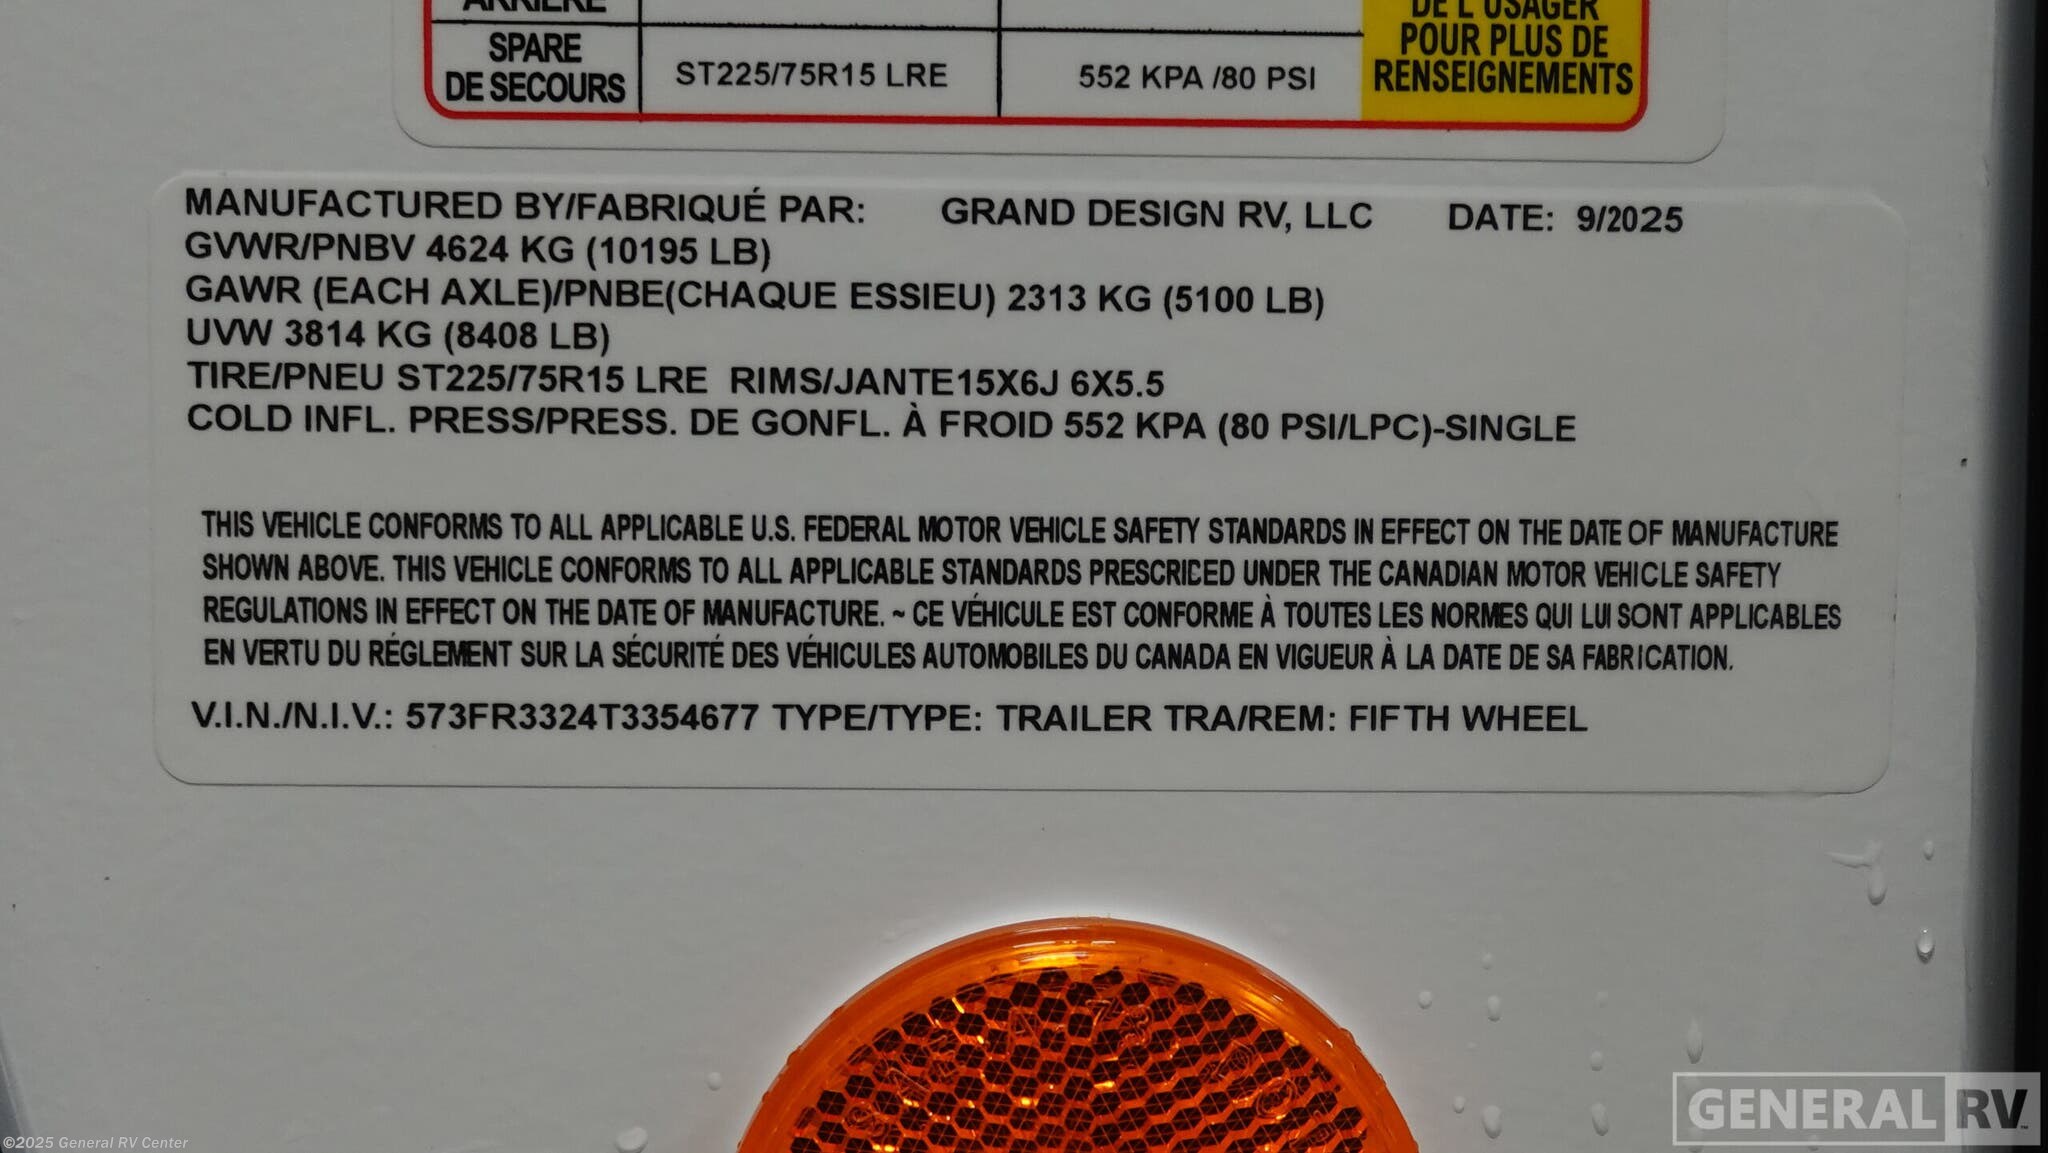 ARRIÈRE
DE L'USAGER
SPARE
POUR PLUS DE
DE SECOURS
ST225/75R15 LRE
552 KPA /80 PSI
RENSEIGNEMENTS
MANUFACTURED BY/FABRIQUÉ PAR: GRAND DESIGN RV, LLC DATE: 9/2025
GVWR/PNBV 4624 KG (10195 LB)
GAWR (EACH AXLE)/PNBE(CHAQUE ESSIEU) 2313 KG (5100 LB)
UVW 3814 KG (8408 LB)
TIRE/PNEU ST225/75R15 LRE RIMS/JANTE15X6J 6X5.5
COLD INFL. PRESS/PRESS. DE GONFL. À FROID 552 KPA (80 PSI/LPC)-SINGLE
THIS VEHICLE CONFORMS TO ALL APPLICABLE U.S. FEDERAL MOTOR VEHICLE SAFETY STANDARDS IN EFFECT ON THE DATE OF MANUFACTURE
SHOWN ABOVE. THIS VEHICLE CONFORMS TO ALL APPLICABLE STANDARDS PRESCRIBED UNDER THE CANADIAN MOTOR VEHICLE SAFETY
REGULATIONS IN EFFECT ON THE DATE OF MANUFACTURE. ~ CE VÉHICULE EST CONFORME À TOUTES LES NORMES QUI LUI SONT APPLICABLES
EN VERTU DU RÉGLEMENT SUR LA SÉCURITÉ DES VÉHICULES AUTOMOBILES DU CANADA EN VIGUEUR À LA DATE DE SA FABRICATION.
V.I.N./N.I.V.: 573FR3324T3354677 TYPE/TYPE: TRAILER TRA/REM: FIFTH WHEEL
GENERAL RV
©2025 General RV Center